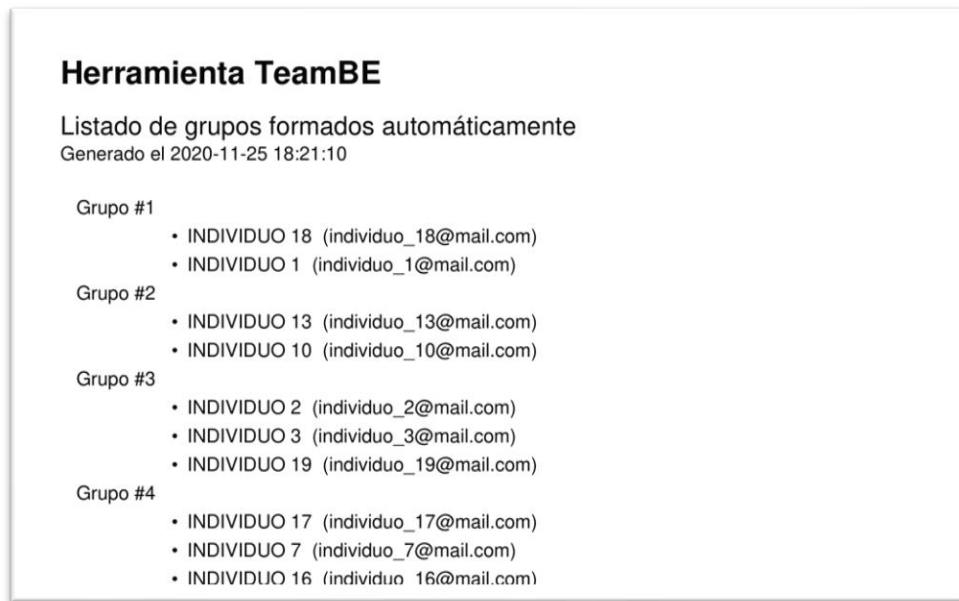 Herramienta TeamBE
Listado de grupos formados automáticamente
Generado el 2020-11-25 18:21:10
Grupo #1
• INDIVIDUO 18 (individuo_18@mail.com)
• INDIVIDUO 1 (individuo_1@mail.com)
Grupo #2
• INDIVIDUO 13 (individuo_13@mail.com)
• INDIVIDUO 10 (individuo_10@mail.com)
Grupo #3
• INDIVIDUO 2 (individuo_2@mail.com)
• INDIVIDUO 3 (individuo_3@mail.com)
• INDIVIDUO 19 (individuo_19@mail.com)
Grupo #4
• INDIVIDUO 17 (individuo_17@mail.com)
• INDIVIDUO 7 (individuo_7@mail.com)
• INDIVIDUO 16 (individuo_16@mail.com)